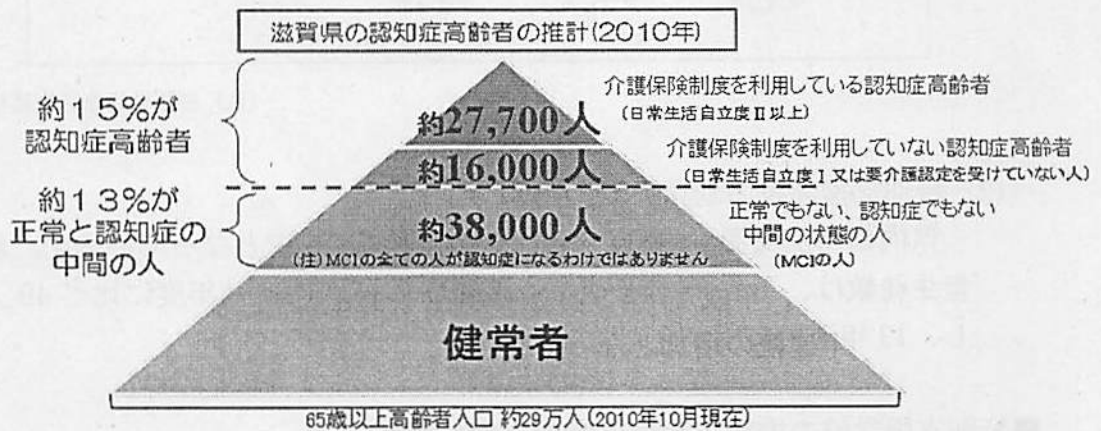 滋賀県の認知症高齢者の推計(2010年)
約15%が
認知症高齢者
約27,700人
介護保険制度を利用している認知症高齢者
(日常生活自立度Ⅱ以上)
約16,000人
介護保険制度を利用していない認知症高齢者
(日常生活自立度Ⅰ又は要介護認定を受けていない人)
約13%が
正常と認知症の
中間の人
約38,000人
(注)MCIの全ての人が認知症になるわけではありません
正常でもない、認知症でもない
中間の状態の人
(MCIの人)
健常者
65歳以上高齢者人口 約29万人(2010年10月現在)